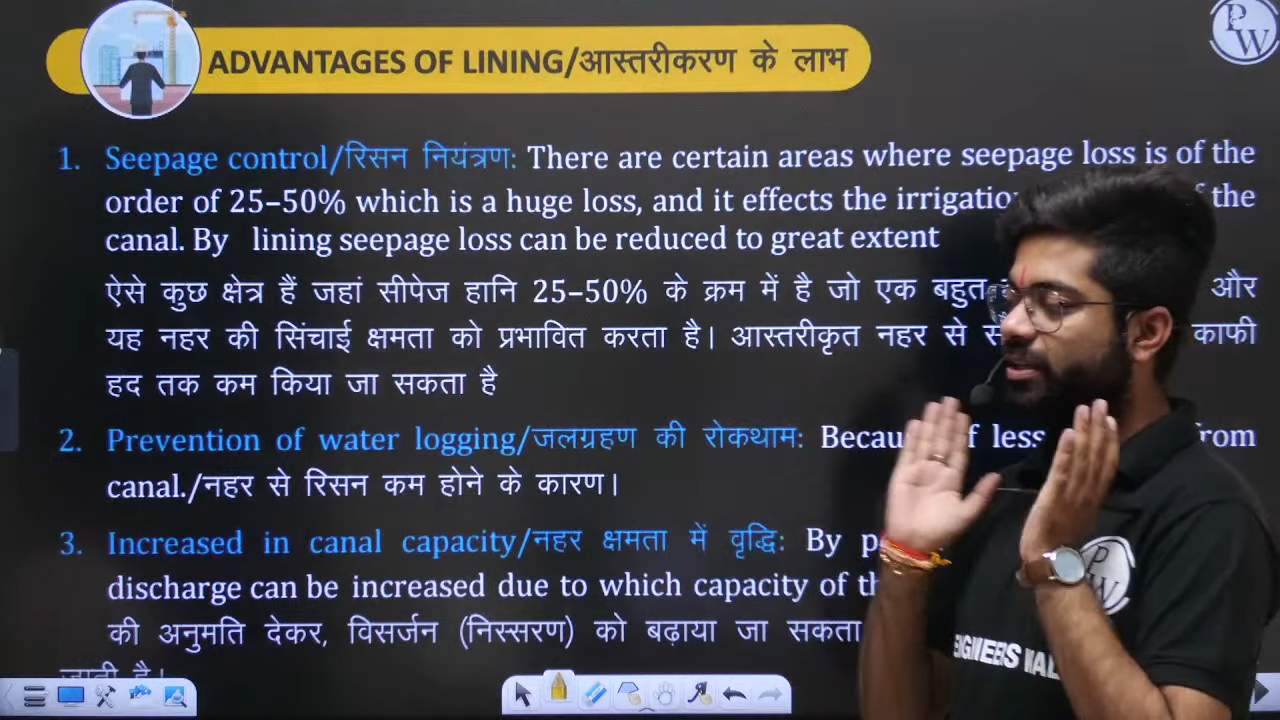 ADVANTAGES OF LINING/आस्तरीकरण के लाभ
PW
1. Seepage control/रिसन नियंत्रण: There are certain areas where seepage loss is of the
order of 25–50% which is a huge loss, and it effects the the
canal. By lining seepage loss can be reduced to great extent
ऐसे कुछ क्षेत्र हैं जहां सीपेज हानि 25–50% के क्रम में है जो एक बहुत और
यह नहर की सिंचाई क्षमता को प्रभावित करता है। आस्तरीकृत नहर से काफी
हद तक कम किया जा सकता है
2. Prevention of water logging/जलग्रहण की रोकथाम: less
canal./नहर से रिसन कम होने के कारण।
3. Increased in canal capacity/नहर क्षमता में वृद्धि: By
discharge can be increased due to which capacity of
की अनुमति देकर, विसर्जन (निस्सरण) को बढ़ाया जा सकता
PW